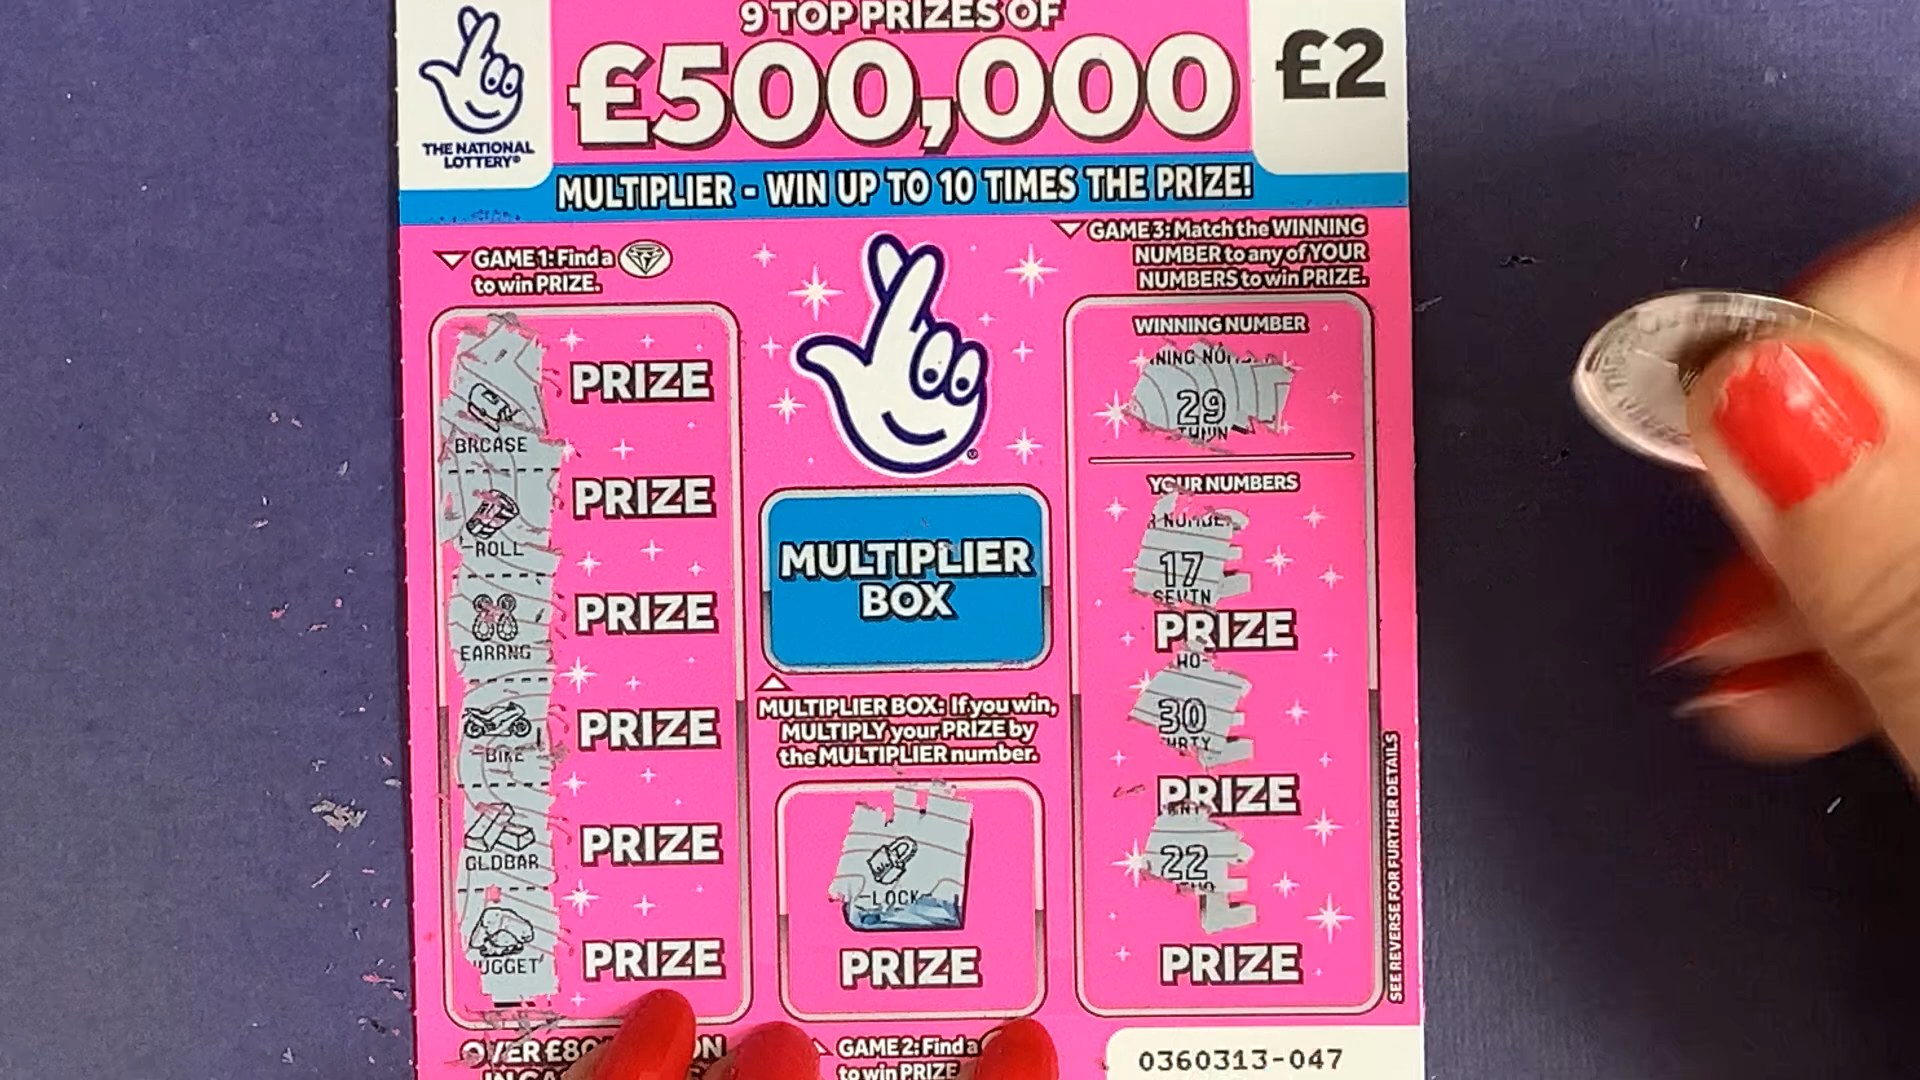 9 TOP PRIZES OF
£500,000
£2
THE NATIONAL
LOTTERY®
MULTIPLIER - WIN UP TO 10 TIMES THE PRIZE!
GAME 1: Find a
to win PRIZE.
BRCASE
PRIZE
ROLL
PRIZE
EARRNG
PRIZE
BIKE
PRIZE
GLDBAR
PRIZE
PRIZE
MULTIPLIER
BOX
MULTIPLIER BOX: If you win,
MULTIPLY your PRIZE by
the MULTIPLIER number.
LOCK
PRIZE
GAME 2: Find a
to win PRIZE
GAME 3: Match the WINNING
NUMBER to any of YOUR
NUMBERS to win PRIZE.
WINNING NUMBER
29
YOUR NUMBERS
17
PRIZE
30
PRIZE
22
PRIZE
SEE REVERSE FOR FURTHER DETAILS
0360313-047